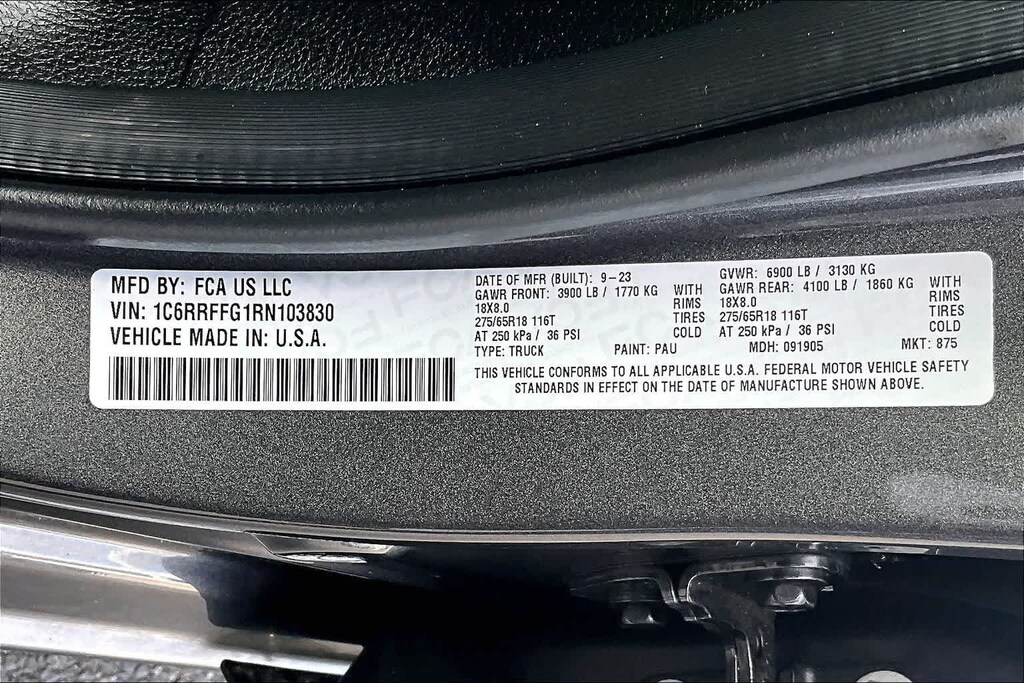 MFD BY: FCA US LLC
VIN: 1C6RRFFG1RN103830
VEHICLE MADE IN: U.S.A.
DATE OF MFR (BUILT): 9-23
GAWR FRONT: 3900 LB / 1770 KG WITH
18X8.0 RIMS
275/65R18 116T TIRES
AT 250 kPa / 36 PSI COLD
GVWR: 6900 LB / 3130 KG
GAWR REAR: 4100 LB / 1860 KG WITH
18X8.0 RIMS
275/65R18 116T TIRES
AT 250 kPa / 36 PSI COLD
TYPE: TRUCK PAINT: PAU MDH: 091905 MKT: 875
THIS VEHICLE CONFORMS TO ALL APPLICABLE U.S.A. FEDERAL MOTOR VEHICLE SAFETY
STANDARDS IN EFFECT ON THE DATE OF MANUFACTURE SHOWN ABOVE.